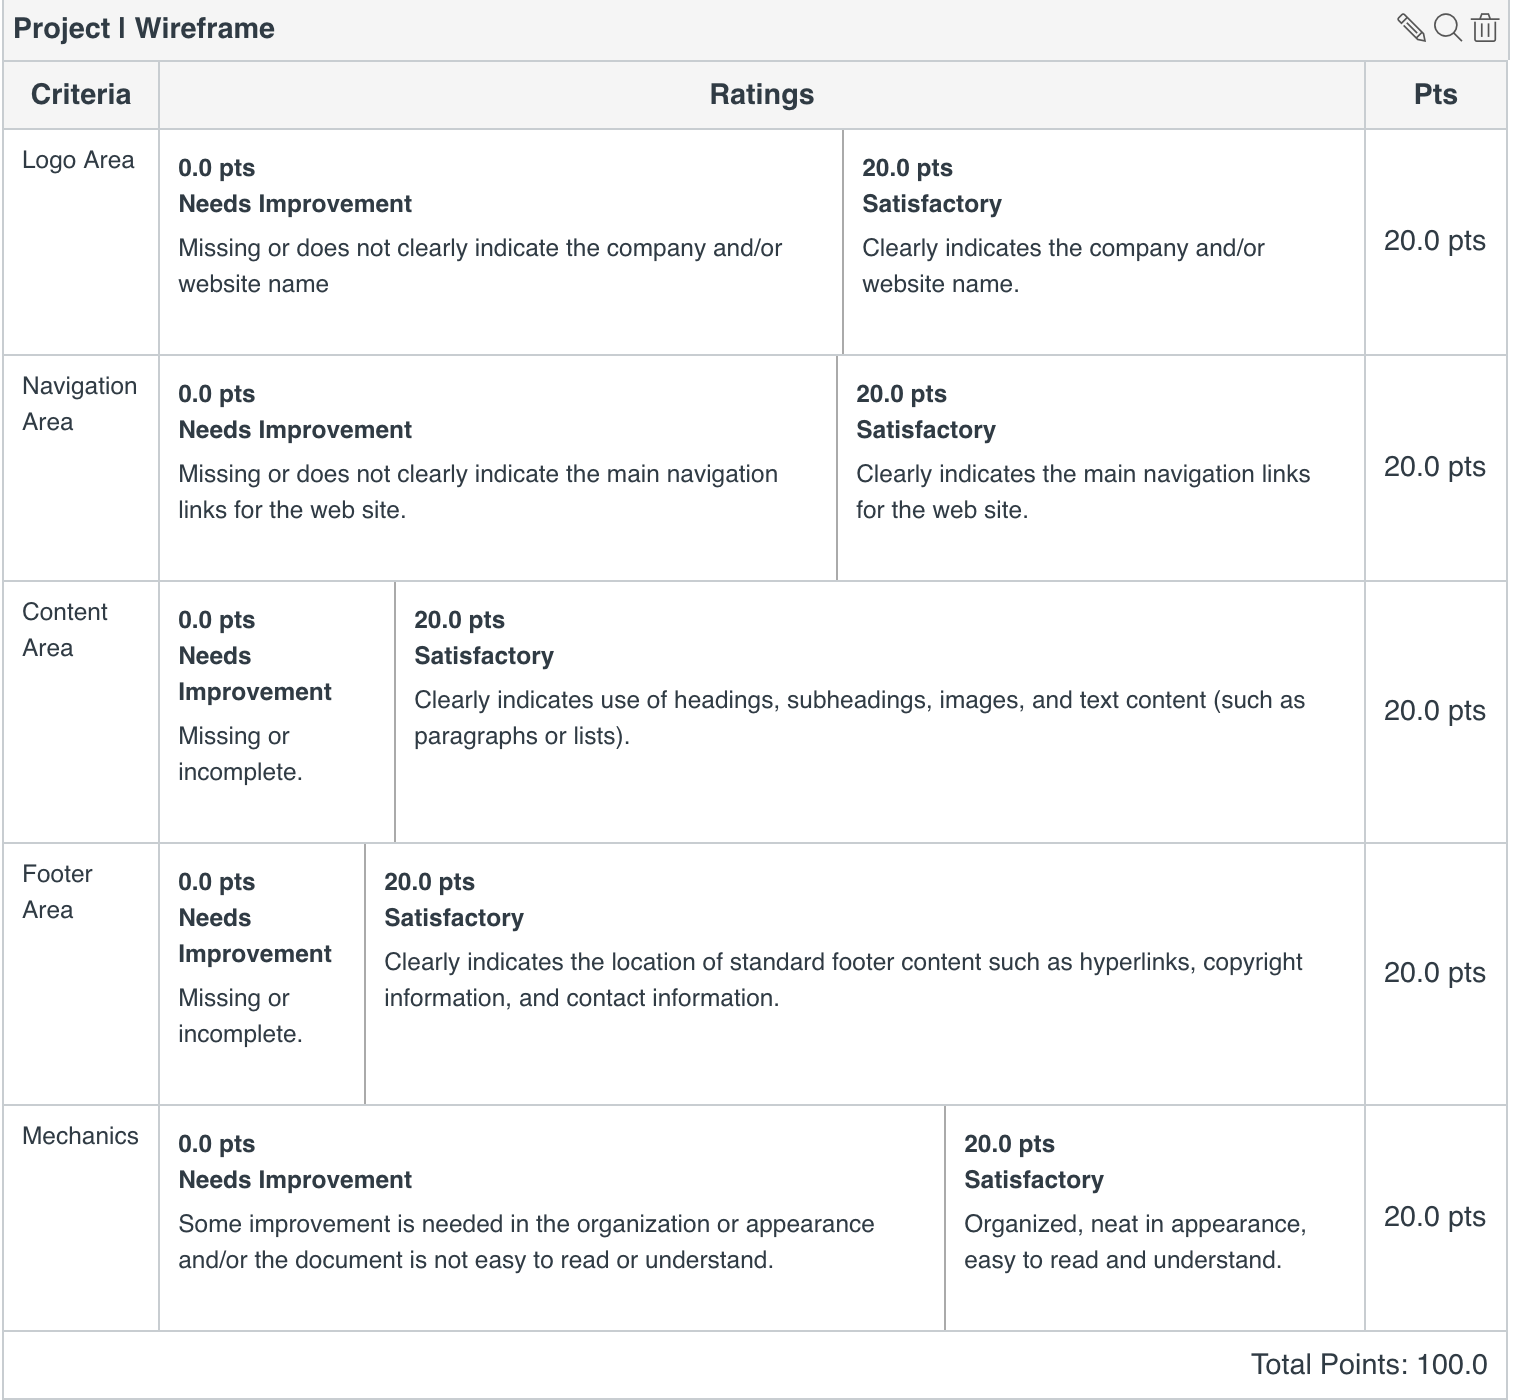 Project I Wireframe
Criteria
Ratings
Pts
Logo Area
0.0 pts
Needs Improvement
Missing or does not clearly indicate the company and/or
website name
20.0 pts
Satisfactory
Clearly indicates the company and/or
website name.
20.0 pts
Navigation
Area
0.0 pts
Needs Improvement
Missing or does not clearly indicate the main navigation
links for the web site.
20.0 pts
Satisfactory
Clearly indicates the main navigation links
for the web site.
20.0 pts
Content
Area
0.0 pts
Needs
Improvement
Missing or
incomplete.
20.0 pts
Satisfactory
Clearly indicates use of headings, subheadings, images, and text content (such as
paragraphs or lists).
20.0 pts
Footer
Area
0.0 pts
Needs
Improvement
Missing or
incomplete.
20.0 pts
Satisfactory
Clearly indicates the location of standard footer content such as hyperlinks, copyright
information, and contact information.
20.0 pts
Mechanics
0.0 pts
Needs Improvement
Some improvement is needed in the organization or appearance
and/or the document is not easy to read or understand.
20.0 pts
Satisfactory
Organized, neat in appearance,
easy to read and understand.
20.0 pts
Total Points: 100.0